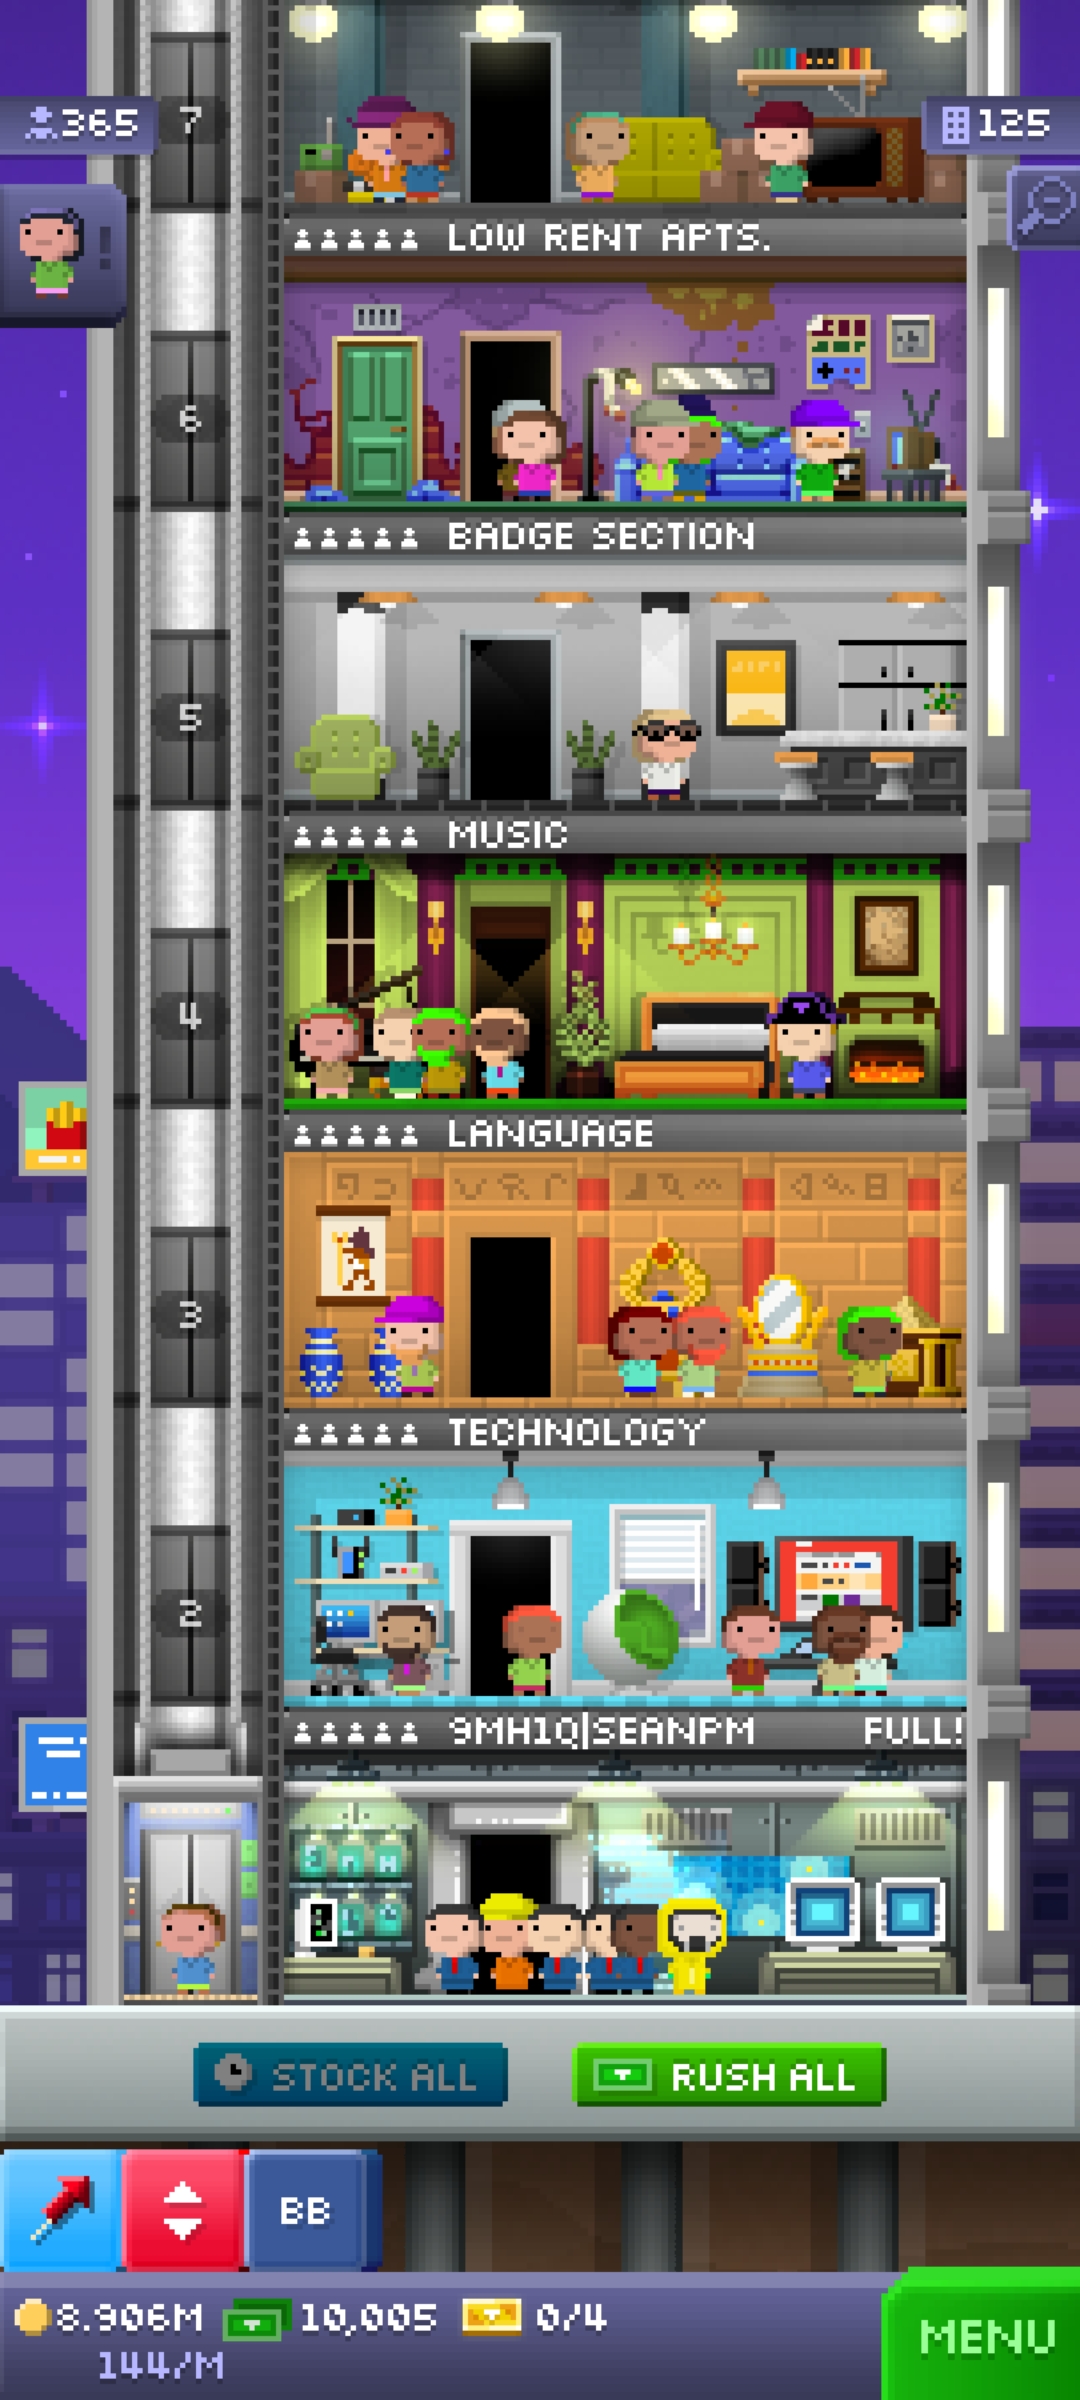 7
365
125
!
LOW RENT APTS.
6
BADGE SECTION
5
MUSIC
4
LANGUAGE
3
TECHNOLOGY
2
9MH1Q|SEANPM FULL!
STOCK ALL
RUSH ALL
BB
8.906M
10,005
0/4
144/M
MENU